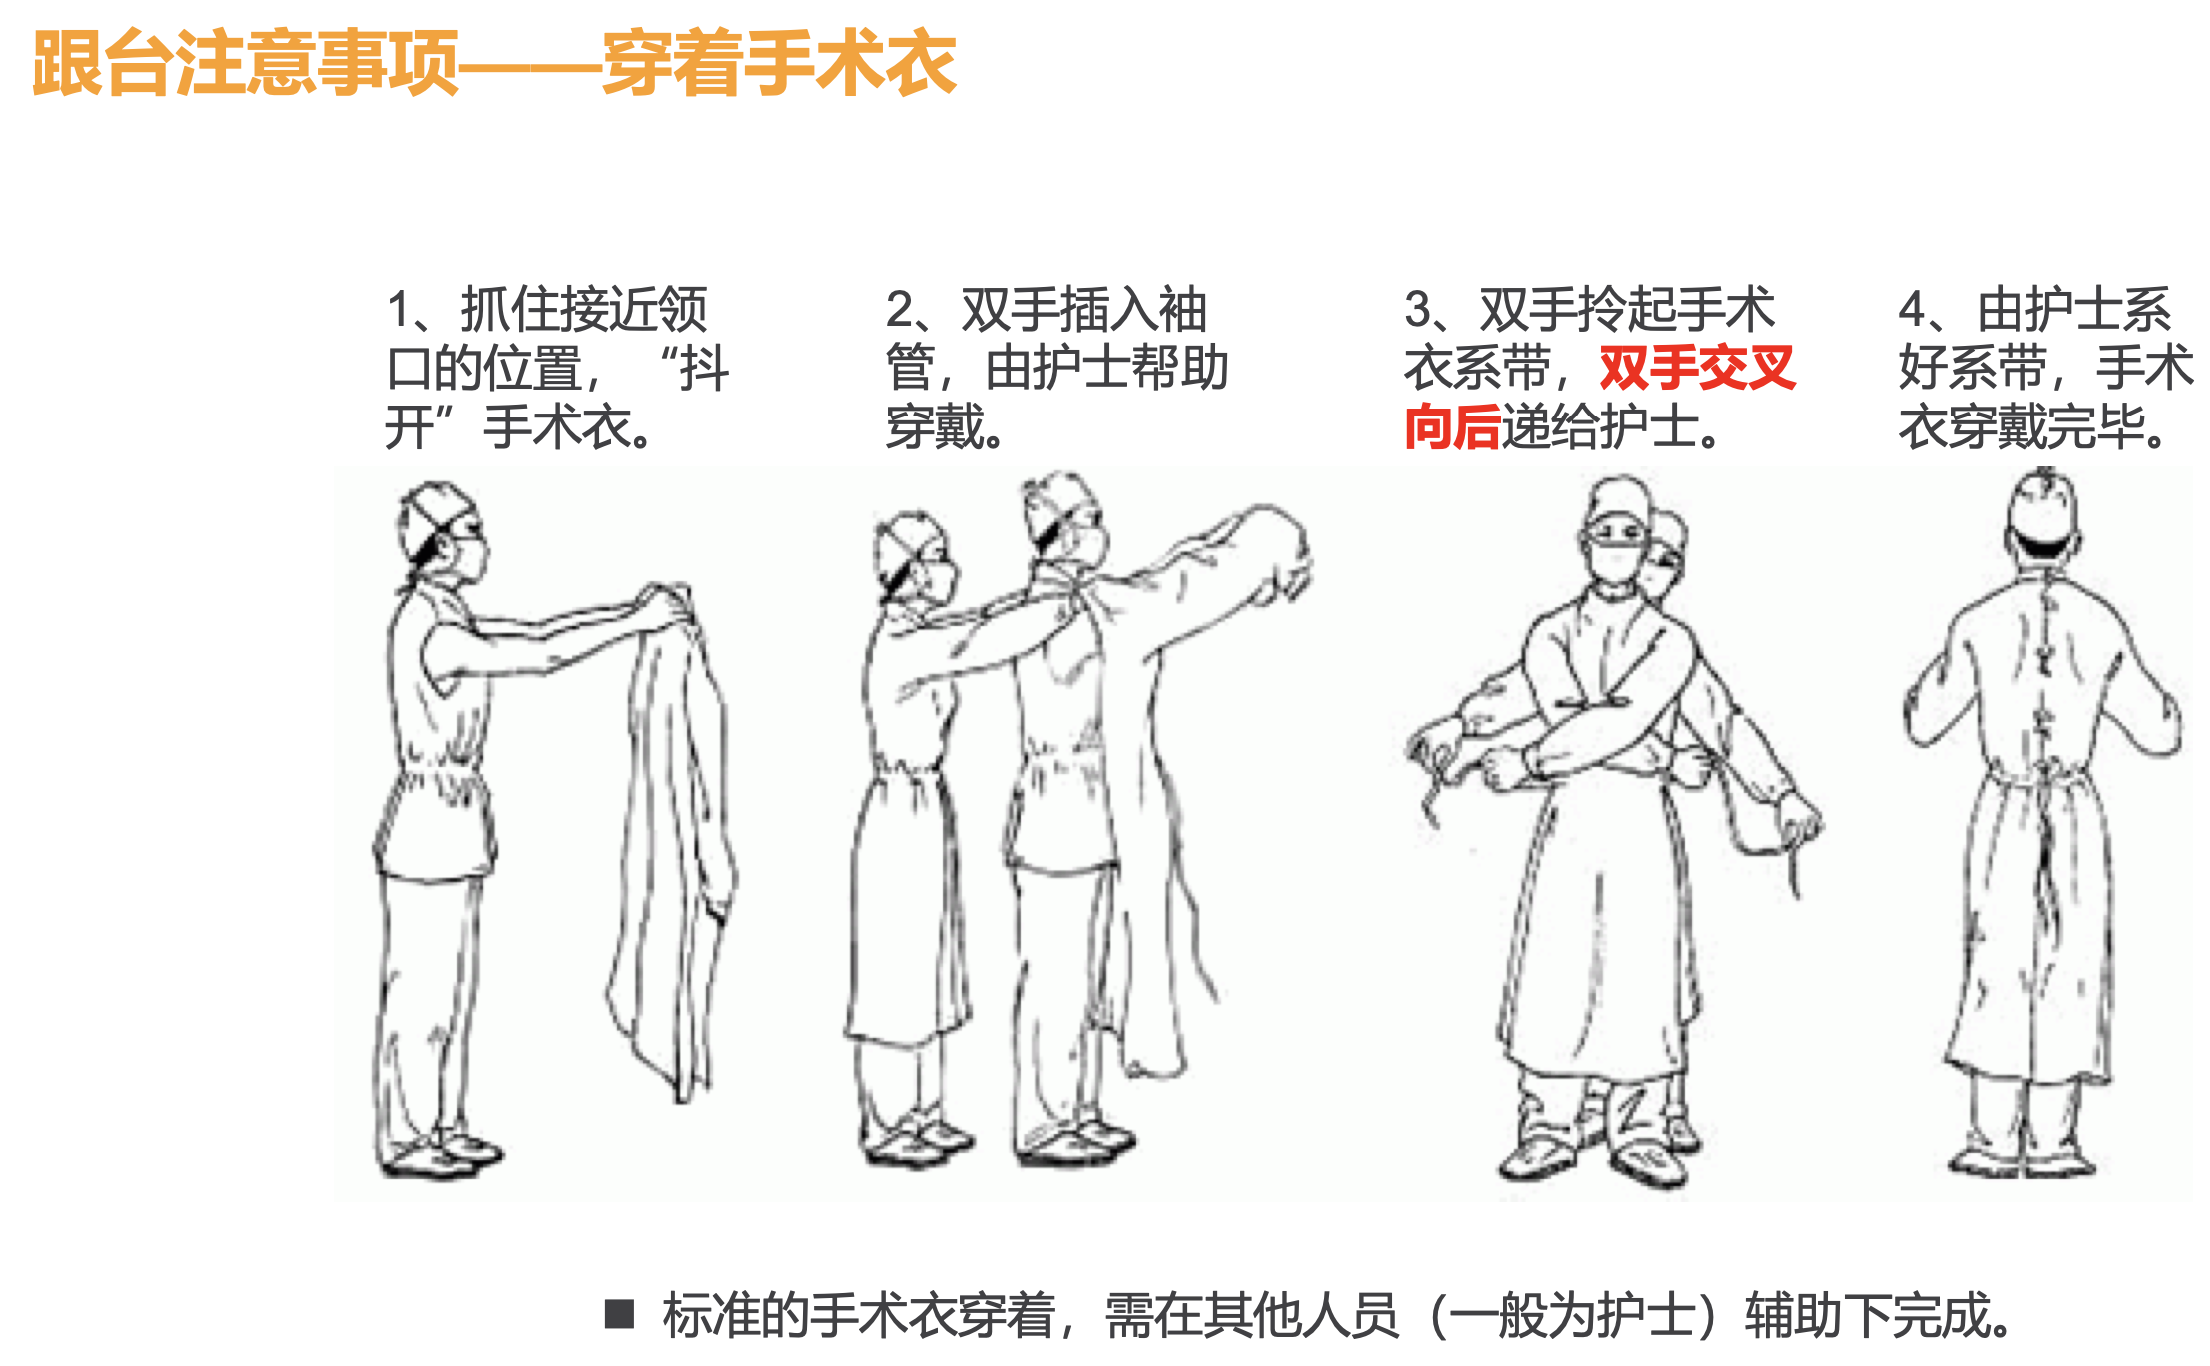 跟台注意事项——穿着手术衣
1、抓住接近领
口的位置，“抖
开”手术衣。
2、双手插入袖
管，由护士帮助
穿戴。
3、双手拎起手术
衣系带，双手交叉
向后递给护士。
4、由护士系
好系带，手术
衣穿戴完毕。
■ 标准的手术衣穿着，需在其他人员（一般为护士）辅助下完成。